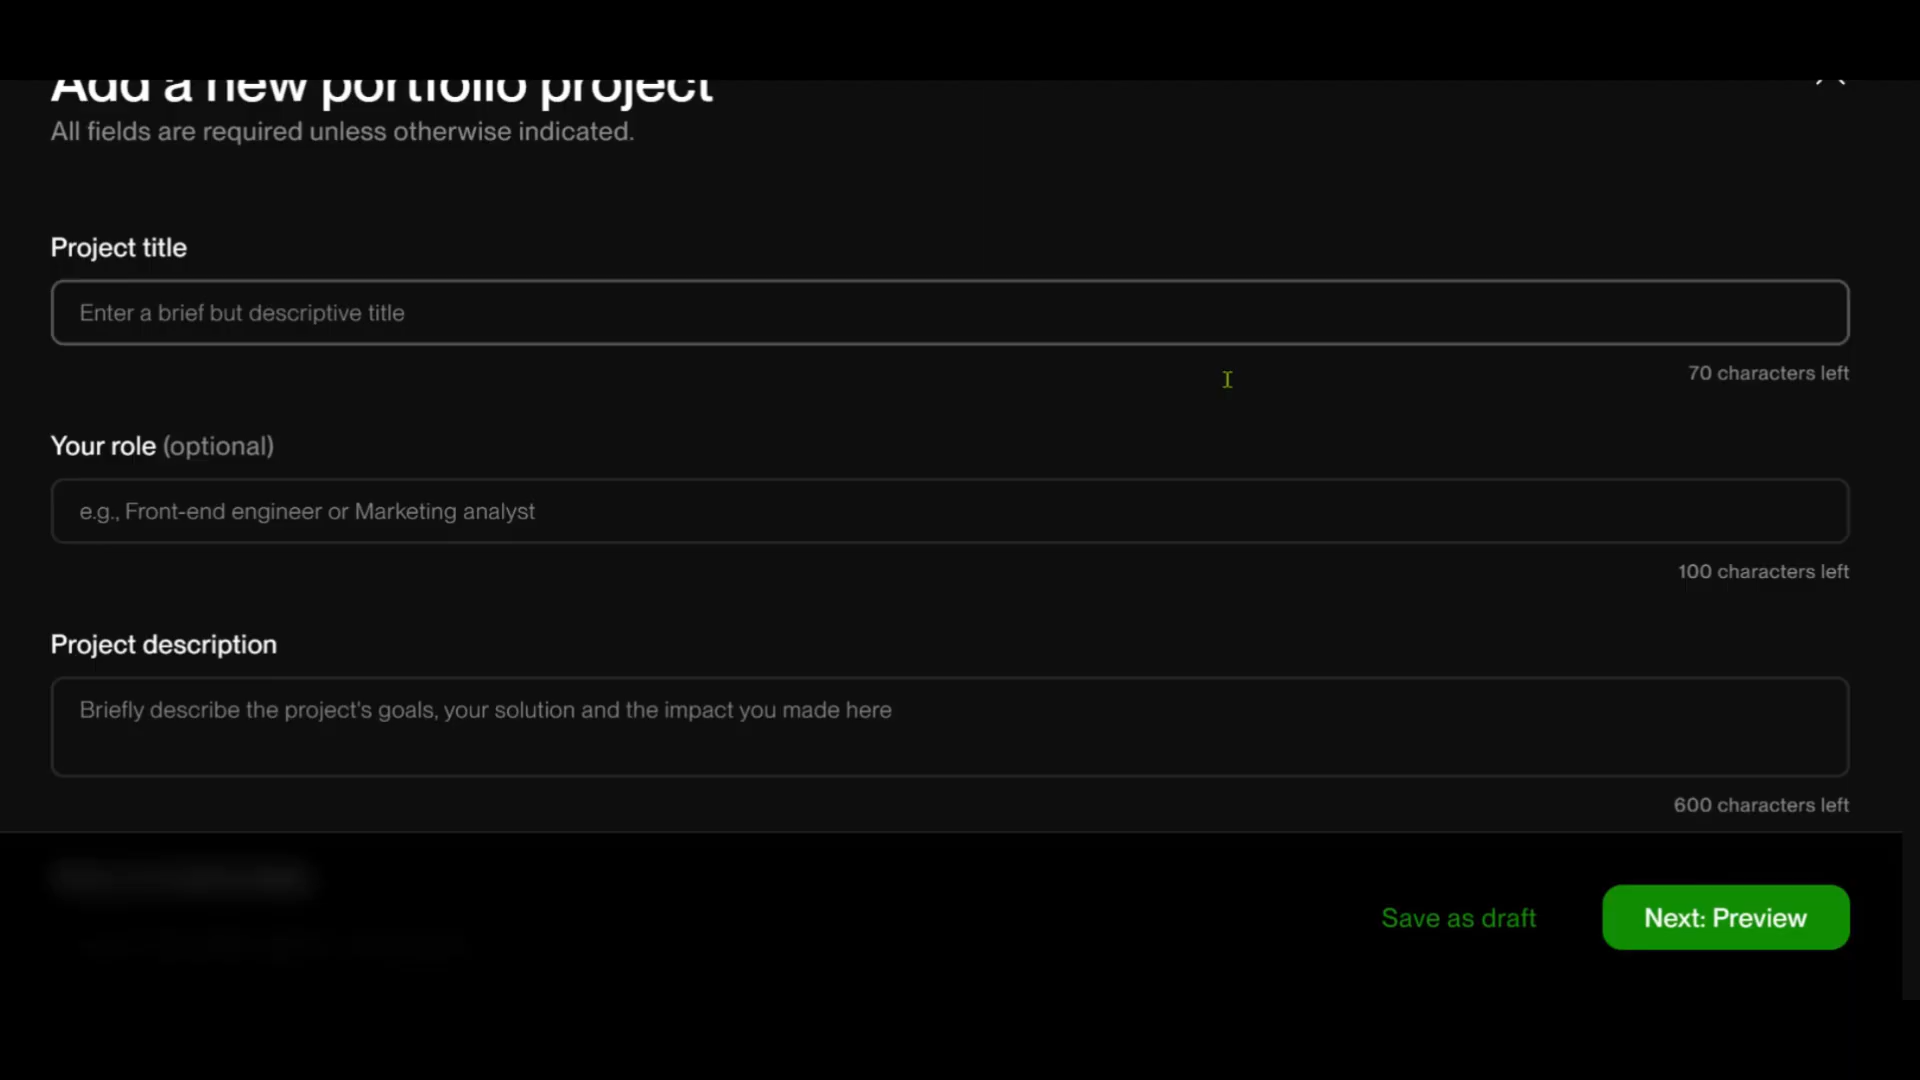 Add a new portfolio project
All fields are required unless otherwise indicated.
Project title
Enter a brief but descriptive title
70 characters left
Your role (optional)
e.g., Front-end engineer or Marketing analyst
100 characters left
Project description
Briefly describe the project's goals, your solution and the impact you made here
600 characters left
Save as draft
Next: Preview